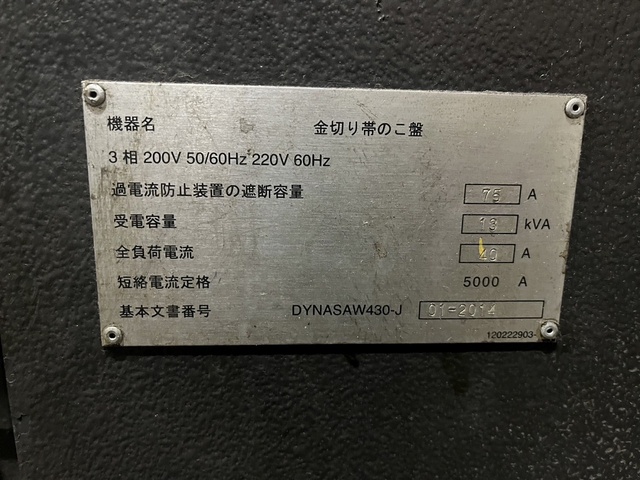 機器名 金切り帯のこ盤
3相 200V 50/60Hz 220V 60Hz
過電流防止装置の遮断容量 75 A
受電容量 13 kVA
全負荷電流 40 A
短絡電流定格 5000 A
基本文書番号 DYNASAW430-J 01-2014
120222903-